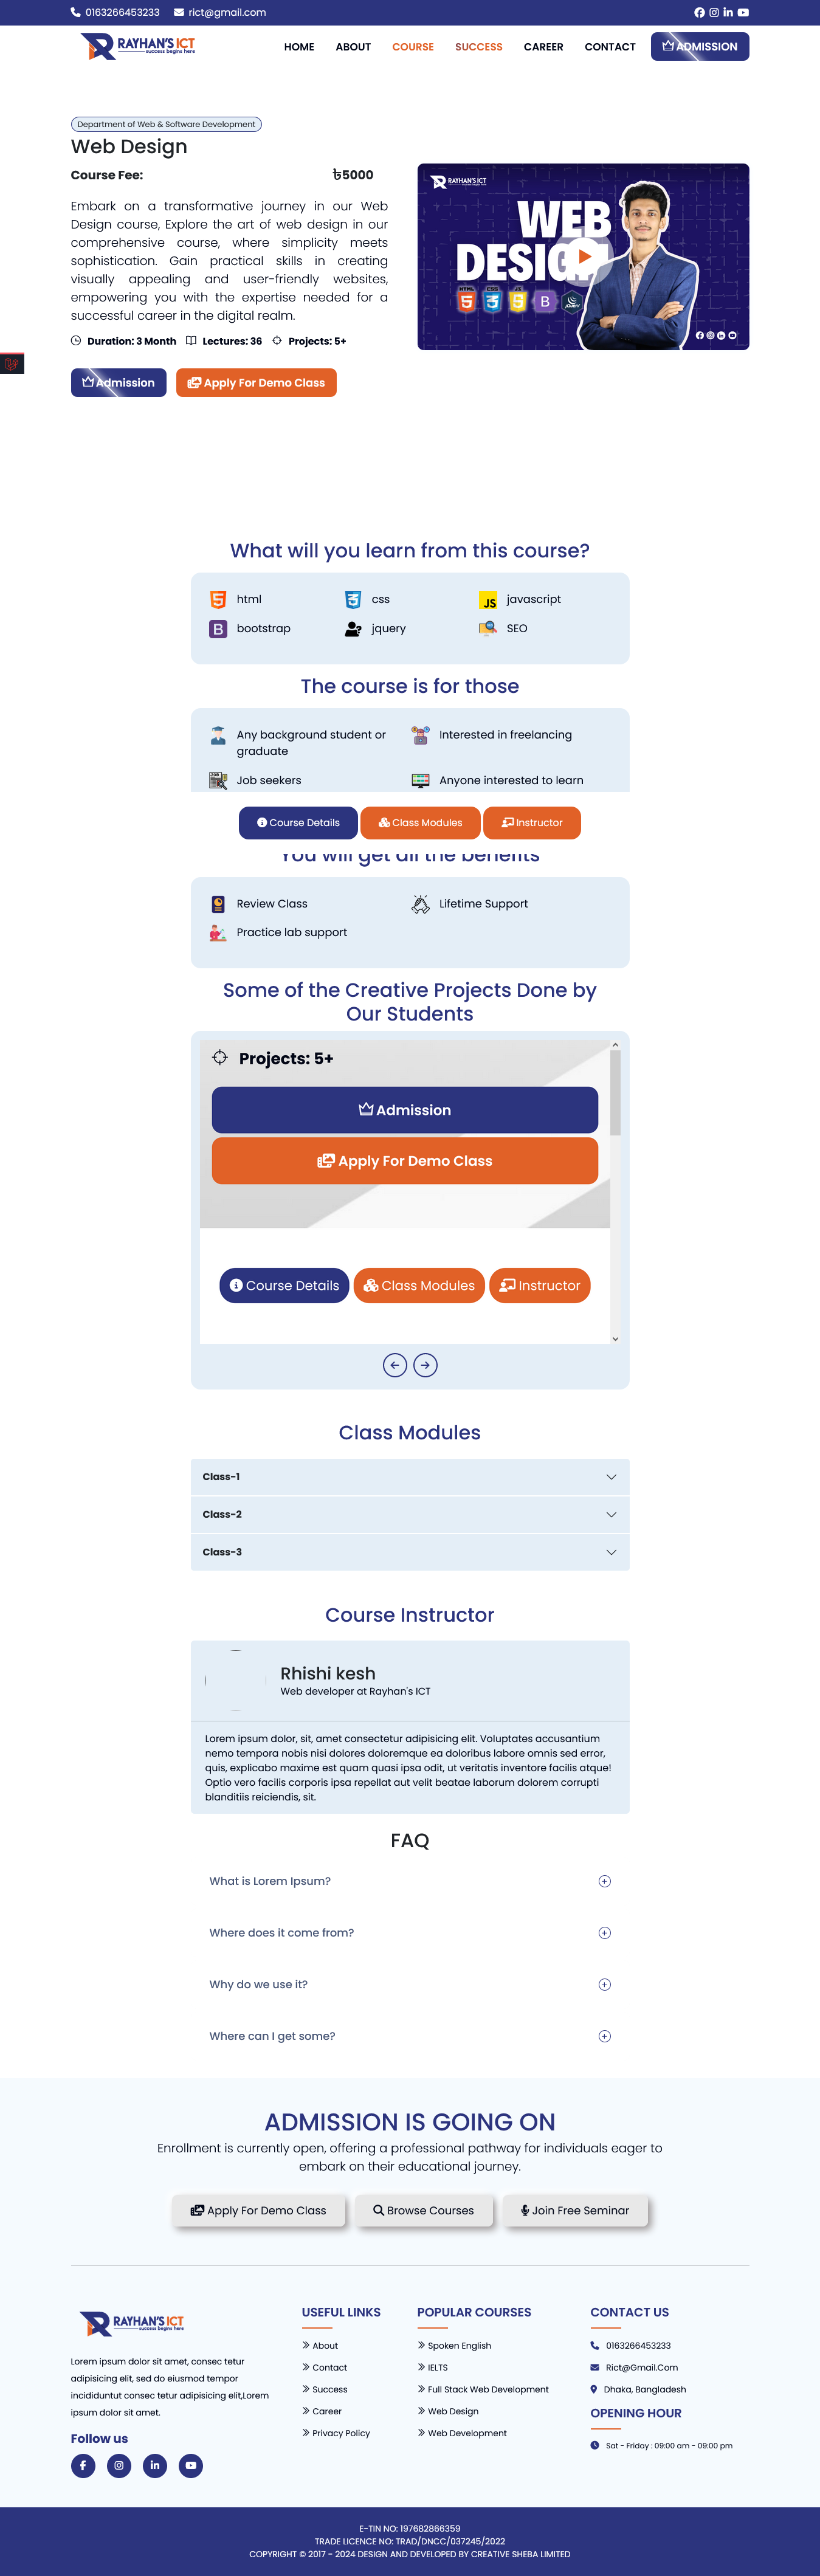 0163266453233 rict@gmail.com
RAYHAN'S ICT
success begins here
HOME ABOUT COURSE SUCCESS CAREER CONTACT ADMISSION
Department of Web & Software Development
Web Design
Course Fee: ৳5000
Embark on a transformative journey in our Web
Design course, Explore the art of web design in our
comprehensive course, where simplicity meets
sophistication. Gain practical skills in creating
visually appealing and user-friendly websites,
empowering you with the expertise needed for a
successful career in the digital realm.
Duration: 3 Month Lectures: 36 Projects: 5+
Admission Apply For Demo Class
RAYHAN'S ICT
WEB
DESIGN
What will you learn from this course?
html css javascript
bootstrap jquery SEO
The course is for those
Any background student or
graduate
Interested in freelancing
Job seekers Anyone interested to learn
Course Details Class Modules Instructor
You will get all the benefits
Review Class Lifetime Support
Practice lab support
Some of the Creative Projects Done by
Our Students
Projects: 5+
Admission
Apply For Demo Class
Course Details Class Modules Instructor
Class Modules
Class-1
Class-2
Class-3
Course Instructor
Rhishi kesh
Web developer at Rayhan's ICT
Lorem ipsum dolor, sit, amet consectetur adipisicing elit. Voluptates accusantium
nemo tempora nobis nisi dolores doloremque ea doloribus labore omnis sed error,
quis, explicabo maxime est quam quasi ipsa odit, ut veritatis inventore facilis atque!
Optio vero facilis corporis ipsa repellat aut velit beatae laborum dolorem corrupti
blanditiis reiciendis, sit.
FAQ
What is Lorem Ipsum?
Where does it come from?
Why do we use it?
Where can I get some?
ADMISSION IS GOING ON
Enrollment is currently open, offering a professional pathway for individuals eager to
embark on their educational journey.
Apply For Demo Class Browse Courses Join Free Seminar
RAYHAN'S ICT
success begins here
Lorem ipsum dolor sit amet, consec tetur
adipisicing elit, sed do eiusmod tempor
incididuntut consec tetur adipisicing elit,Lorem
ipsum dolor sit amet.
Follow us
USEFUL LINKS
About
Contact
Success
Career
Privacy Policy
POPULAR COURSES
Spoken English
IELTS
Full Stack Web Development
Web Design
Web Development
CONTACT US
0163266453233
Rict@Gmail.Com
Dhaka, Bangladesh
OPENING HOUR
Sat - Friday : 09:00 am - 09:00 pm
E-TIN NO: 197682866359
TRADE LICENCE NO: TRAD/DNCC/037245/2022
COPYRIGHT © 2017 - 2024 DESIGN AND DEVELOPED BY CREATIVE SHEBA LIMITED